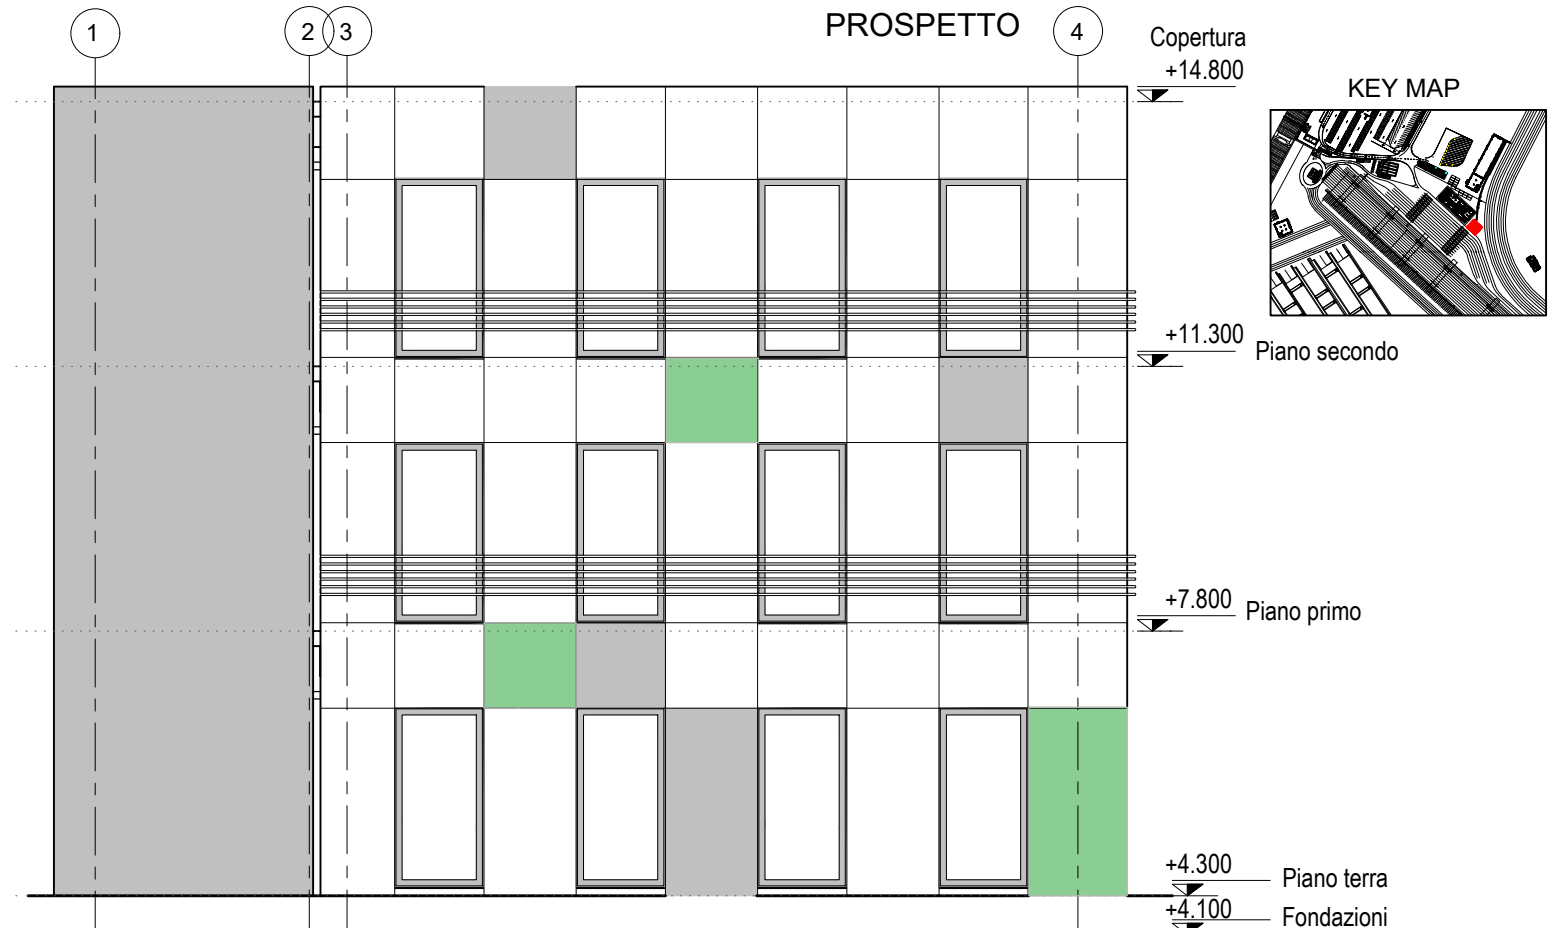 1
2
3
PROSPETTO
4
Copertura
+14.800
KEY MAP
+11.300
Piano secondo
+7.800
Piano primo
+4.300
Piano terra
+4.100
Fondazioni